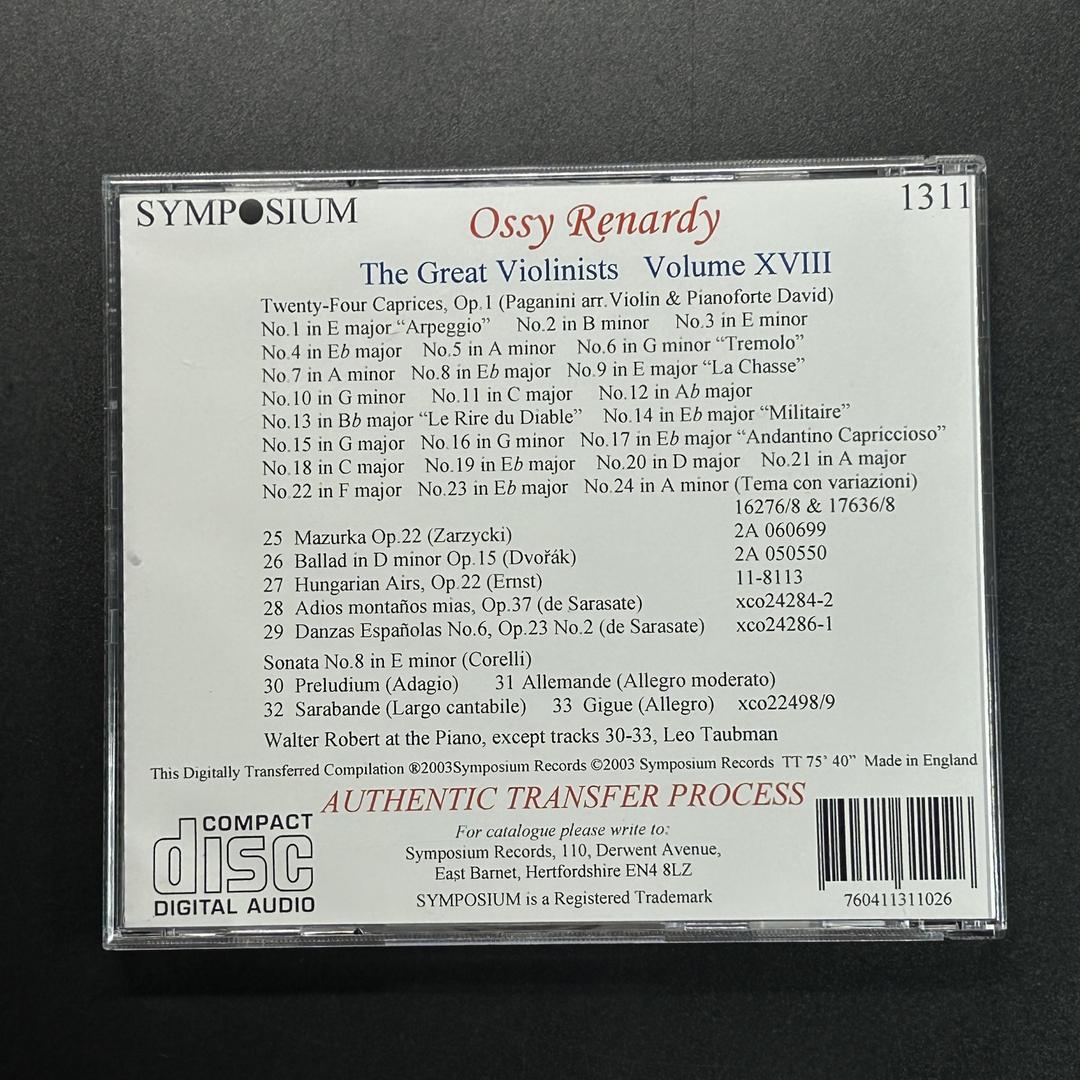 SYMPOSIUM
1311
Ossy Renardy
The Great Violinists Volume XVIII
Twenty-Four Caprices, Op.1 (Paganini arr.Violin & Pianoforte David)
No.1 in E major “Arpeggio” No.2 in B minor No.3 in E minor
No.4 in Eb major No.5 in A minor No.6 in G minor “Tremolo”
No.7 in A minor No.8 in Eb major No.9 in E major “La Chasse”
No.10 in G minor No.11 in C major No.12 in Ab major
No.13 in Bb major “Le Rire du Diable” No.14 in Eb major “Militaire”
No.15 in G major No.16 in G minor No.17 in Eb major “Andantino Capriccioso”
No.18 in C major No.19 in Eb major No.20 in D major No.21 in A major
No.22 in F major No.23 in Eb major No.24 in A minor (Tema con variazioni)
16276/8 & 17636/8
25 Mazurka Op.22 (Zarzycki) 2A 060699
26 Ballad in D minor Op.15 (Dvořák) 2A 050550
27 Hungarian Airs, Op.22 (Ernst) 11-8113
28 Adios montaños mias, Op.37 (de Sarasate) xco24284-2
29 Danzas Españolas No.6, Op.23 No.2 (de Sarasate) xco24286-1
Sonata No.8 in E minor (Corelli)
30 Preludium (Adagio) 31 Allemande (Allegro moderato)
32 Sarabande (Largo cantabile) 33 Gigue (Allegro) xco22498/9
Walter Robert at the Piano, except tracks 30-33, Leo Taubman
This Digitally Transferred Compilation ®2003Symposium Records ©2003 Symposium Records TT 75’ 40” Made in England
AUTHENTIC TRANSFER PROCESS
COMPACT
disc
DIGITAL AUDIO
For catalogue please write to:
Symposium Records, 110, Derwent Avenue,
East Barnet, Hertfordshire EN4 8LZ
SYMPOSIUM is a Registered Trademark
760411311026